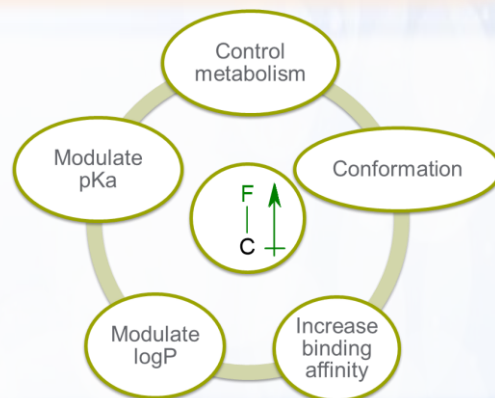 Control
metabolism
Modulate
pKa
Conformation
F
C
Modulate
logP
Increase
binding
affinity